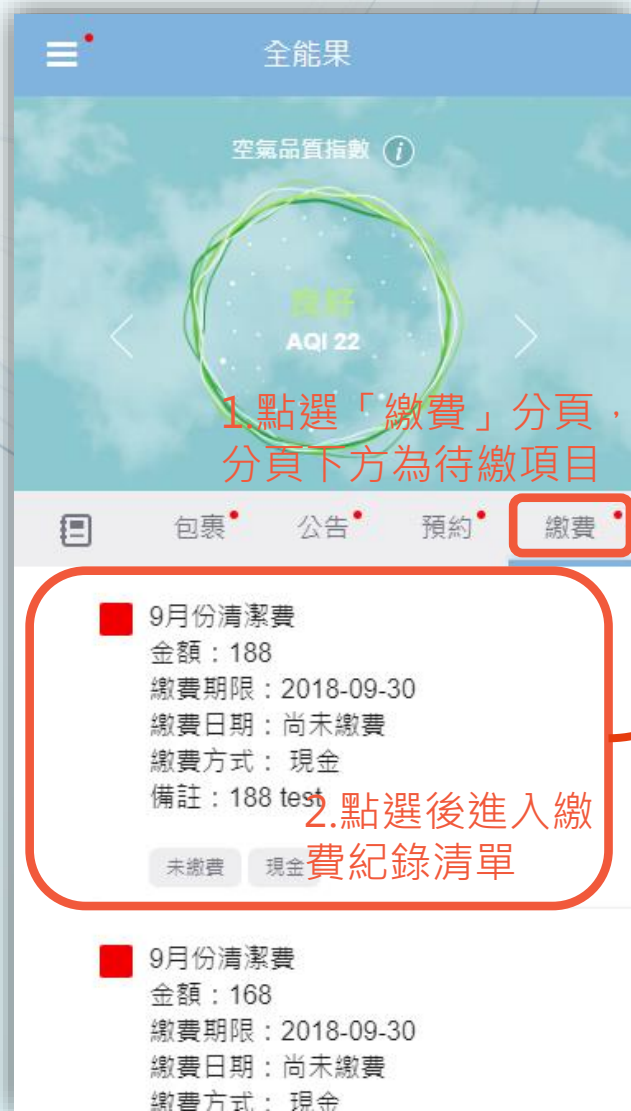 全能果
空氣品質指數
良好
AQI 22
1.點選「繳費」分頁，
分頁下方為待繳項目
包裹 公告 預約 繳費
9月份清潔費
金額：188
繳費期限：2018-09-30
繳費日期：尚未繳費
繳費方式： 現金
備註：188 test
2.點選後進入繳
費紀錄清單
未繳費 現金
9月份清潔費
金額：168
繳費期限：2018-09-30
繳費日期：尚未繳費
繳費方式： 現金